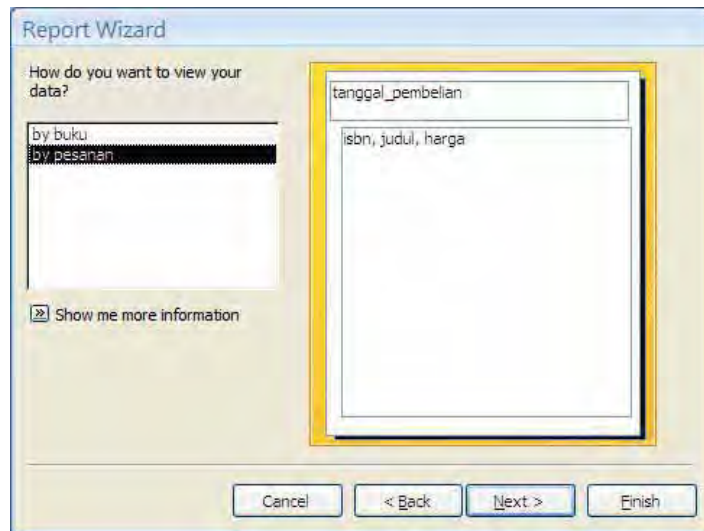 Report Wizard
How do you want to view your
data?
by buku
by pesanan
Show me more information
tanggal_pembelian
isbn, judul, harga
Cancel
< Back
Next >
Finish